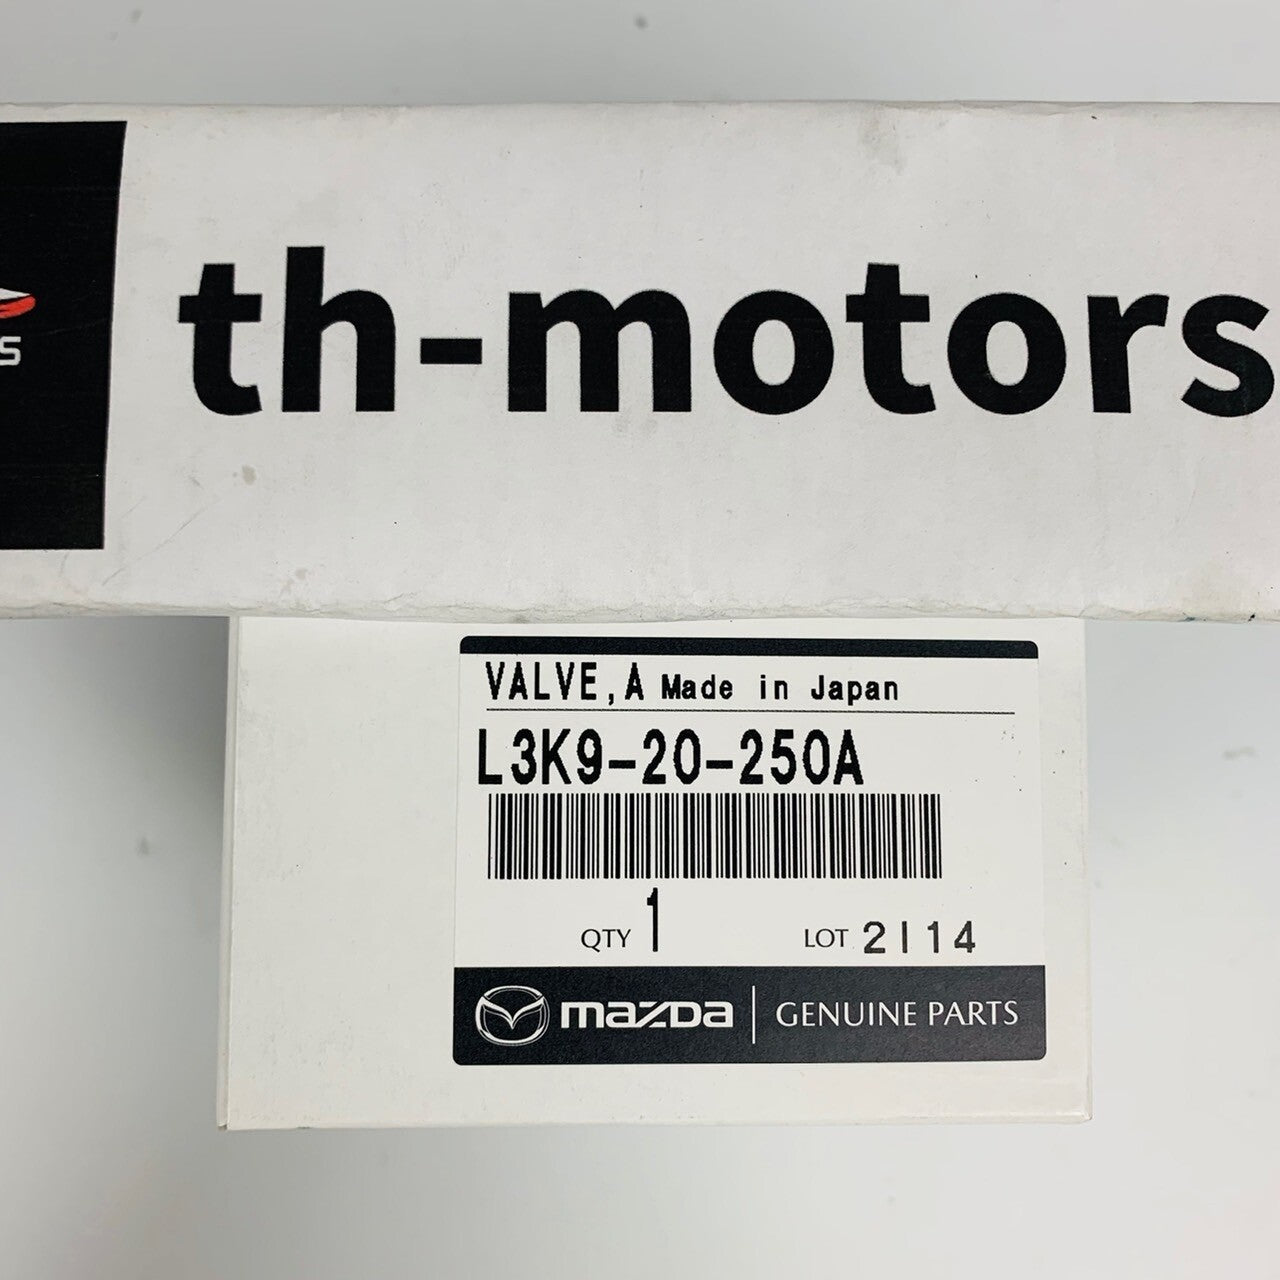 S
th-motors
VALVE,A Made in Japan
L3K9-20-250A
QTY 1
LOT 2114
mazda GENUINE PARTS